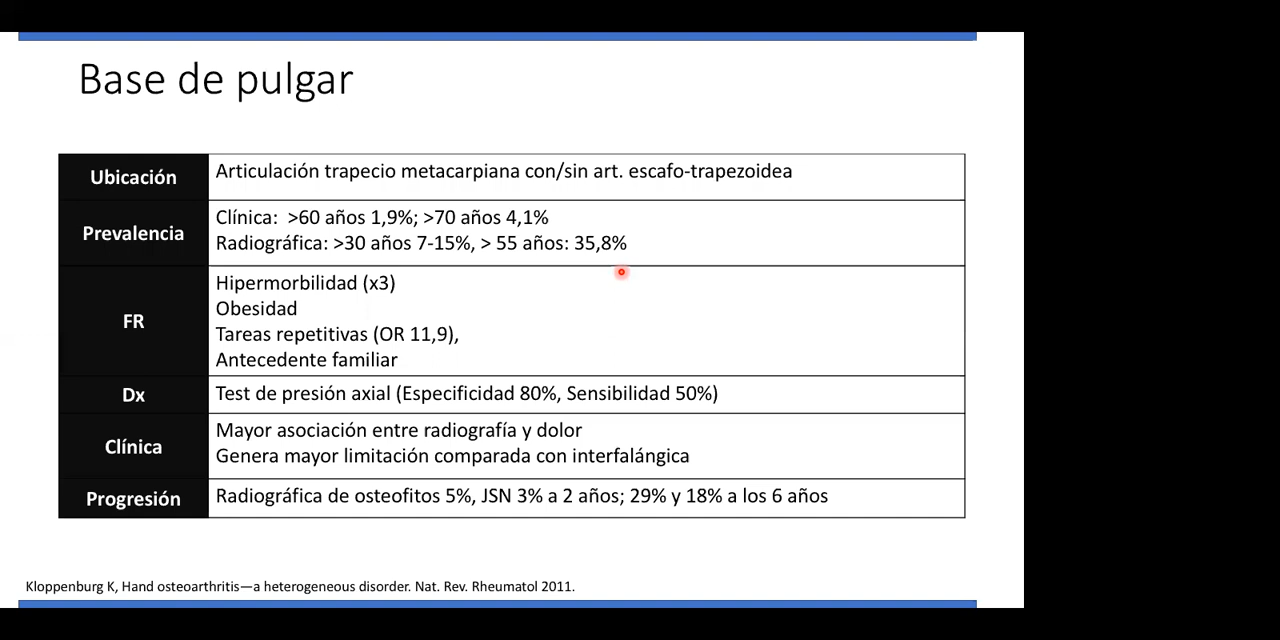 Base de pulgar
Ubicación
Articulación trapecio metacarpiana con/sin art. escafo-trapezoidea
Prevalencia
Clínica:  >60 años 1,9%; >70 años 4,1%
Radiográfica: >30 años 7-15%, > 55 años: 35,8%
FR
Hipermorbilidad (x3)
Obesidad
Tareas repetitivas (OR 11,9),
Antecedente familiar
Dx
Test de presión axial (Especificidad 80%, Sensibilidad 50%)
Clínica
Mayor asociación entre radiografía y dolor
Genera mayor limitación comparada con interfalángica
Progresión
Radiográfica de osteofitos 5%, JSN 3% a 2 años; 29% y 18% a los 6 años
Kloppenburg K, Hand osteoarthritis—a heterogeneous disorder. Nat. Rev. Rheumatol 2011.